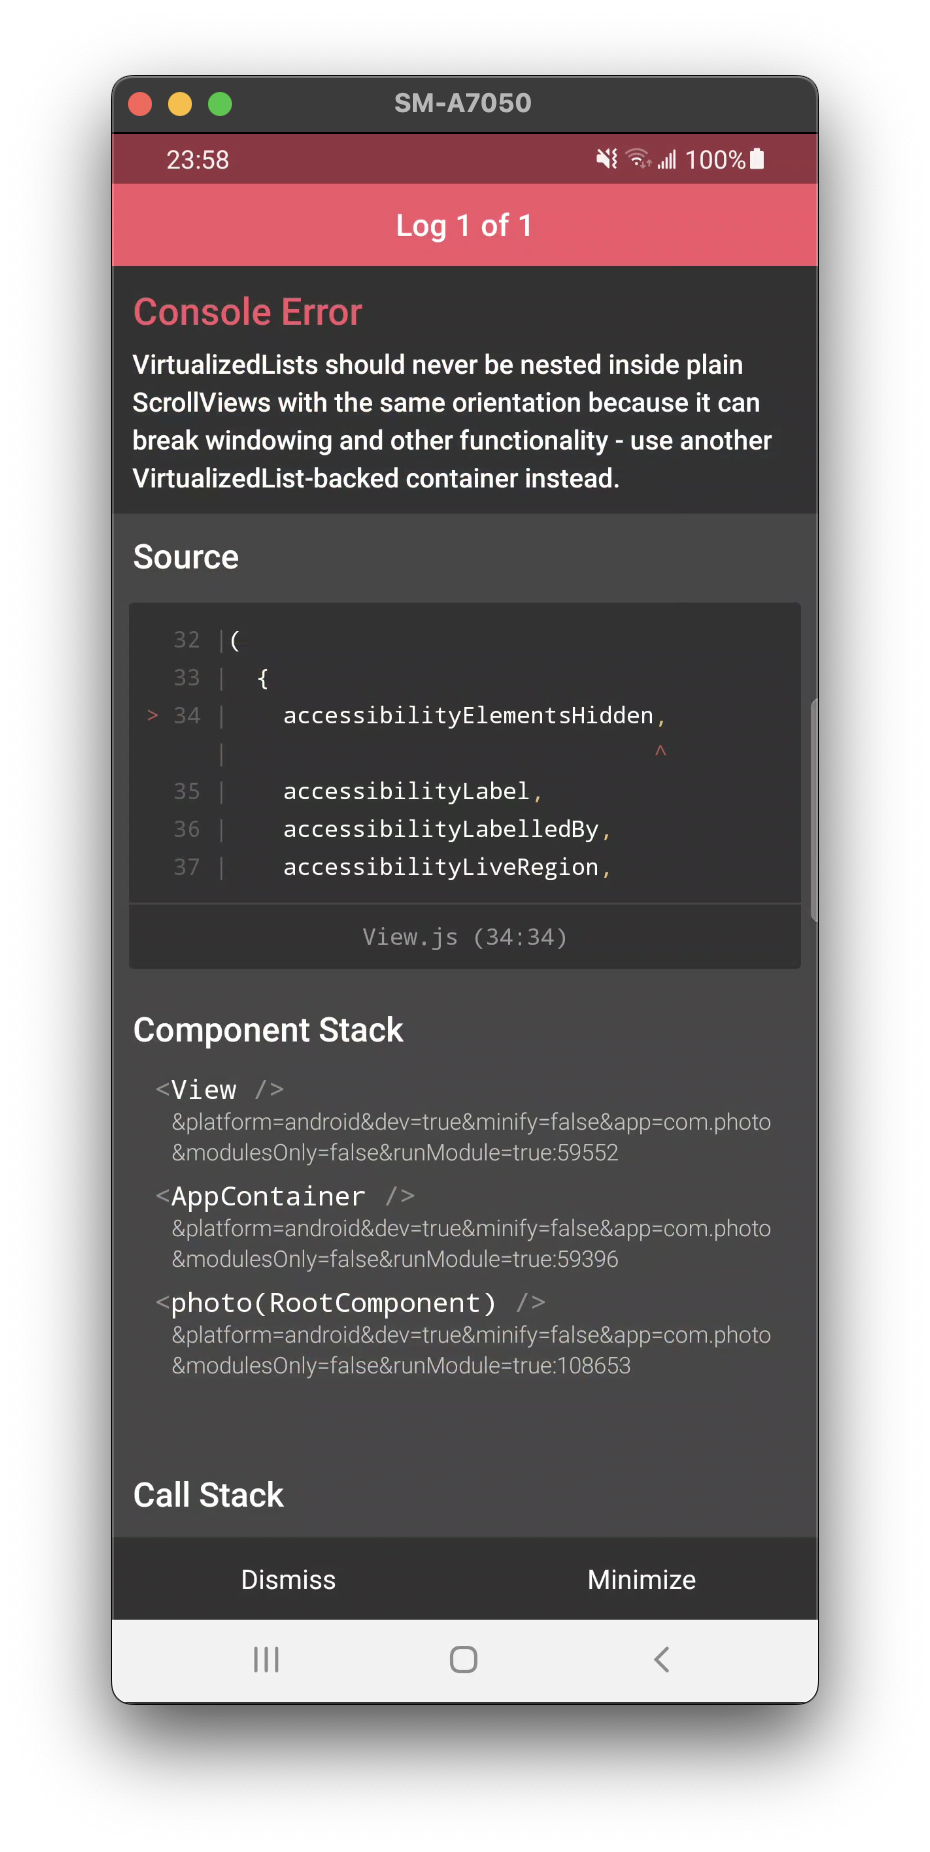 SM-A7050
23:58
100%
Log 1 of 1
Console Error
VirtualizedLists should never be nested inside plain
ScrollViews with the same orientation because it can
break windowing and other functionality - use another
VirtualizedList-backed container instead.
Source
32 |(
33 | {
> 34 | accessibilityElementsHidden,
| ^
35 | accessibilityLabel,
36 | accessibilityLabelledBy,
37 | accessibilityLiveRegion,
View.js (34:34)
Component Stack
<View />
&platform=android&dev=true&minify=false&app=com.photo
&modulesOnly=false&runModule=true:59552
<AppContainer />
&platform=android&dev=true&minify=false&app=com.photo
&modulesOnly=false&runModule=true:59396
<photo(RootComponent) />
&platform=android&dev=true&minify=false&app=com.photo
&modulesOnly=false&runModule=true:108653
Call Stack
Dismiss
Minimize